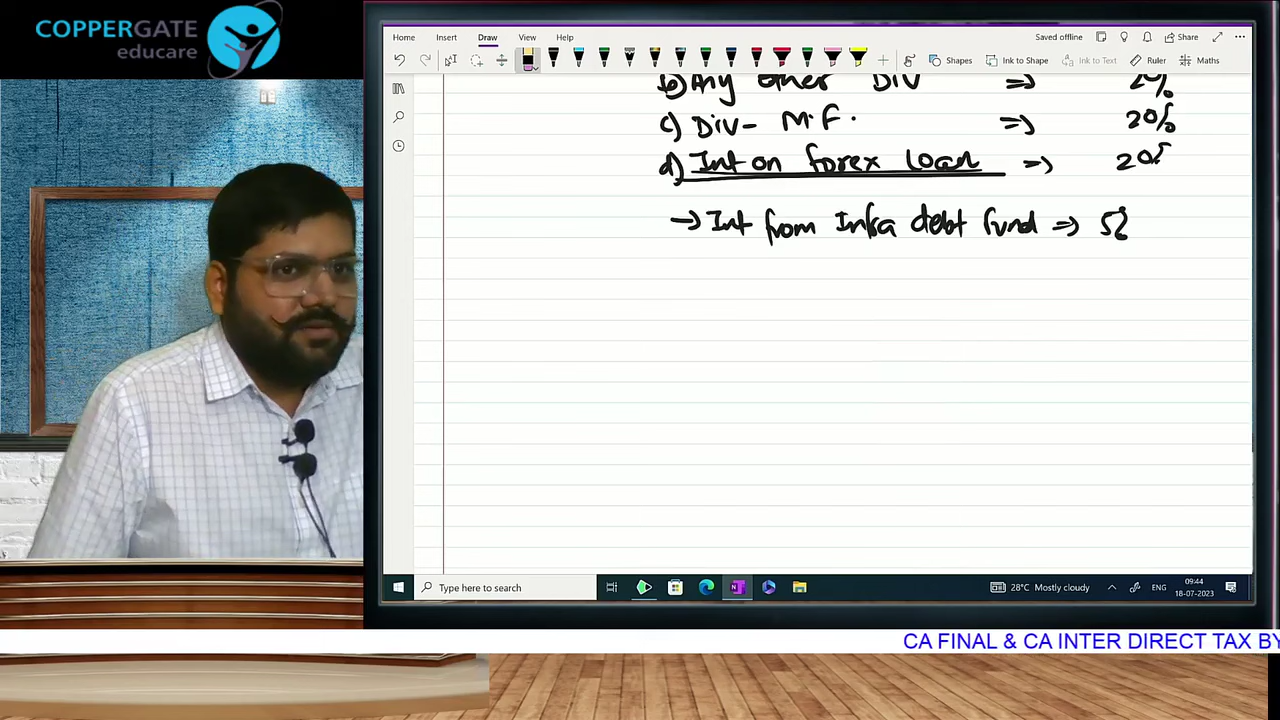 COPPERGATE
educare
Home Insert Draw View Help
Saved offline
Share
Shapes
Ink to Shape
Ink to Text
Ruler
Maths
b) Any other Div ⇒ 20%
c) Div - M.F. ⇒ 20%
d) Int on forex Loan ⇒ 20%
→ Int from Infra debt fund ⇒ 5%
Type here to search
28°C Mostly cloudy
ENG
09:44
18-07-2023
CA FINAL & CA INTER DIRECT TAX BY